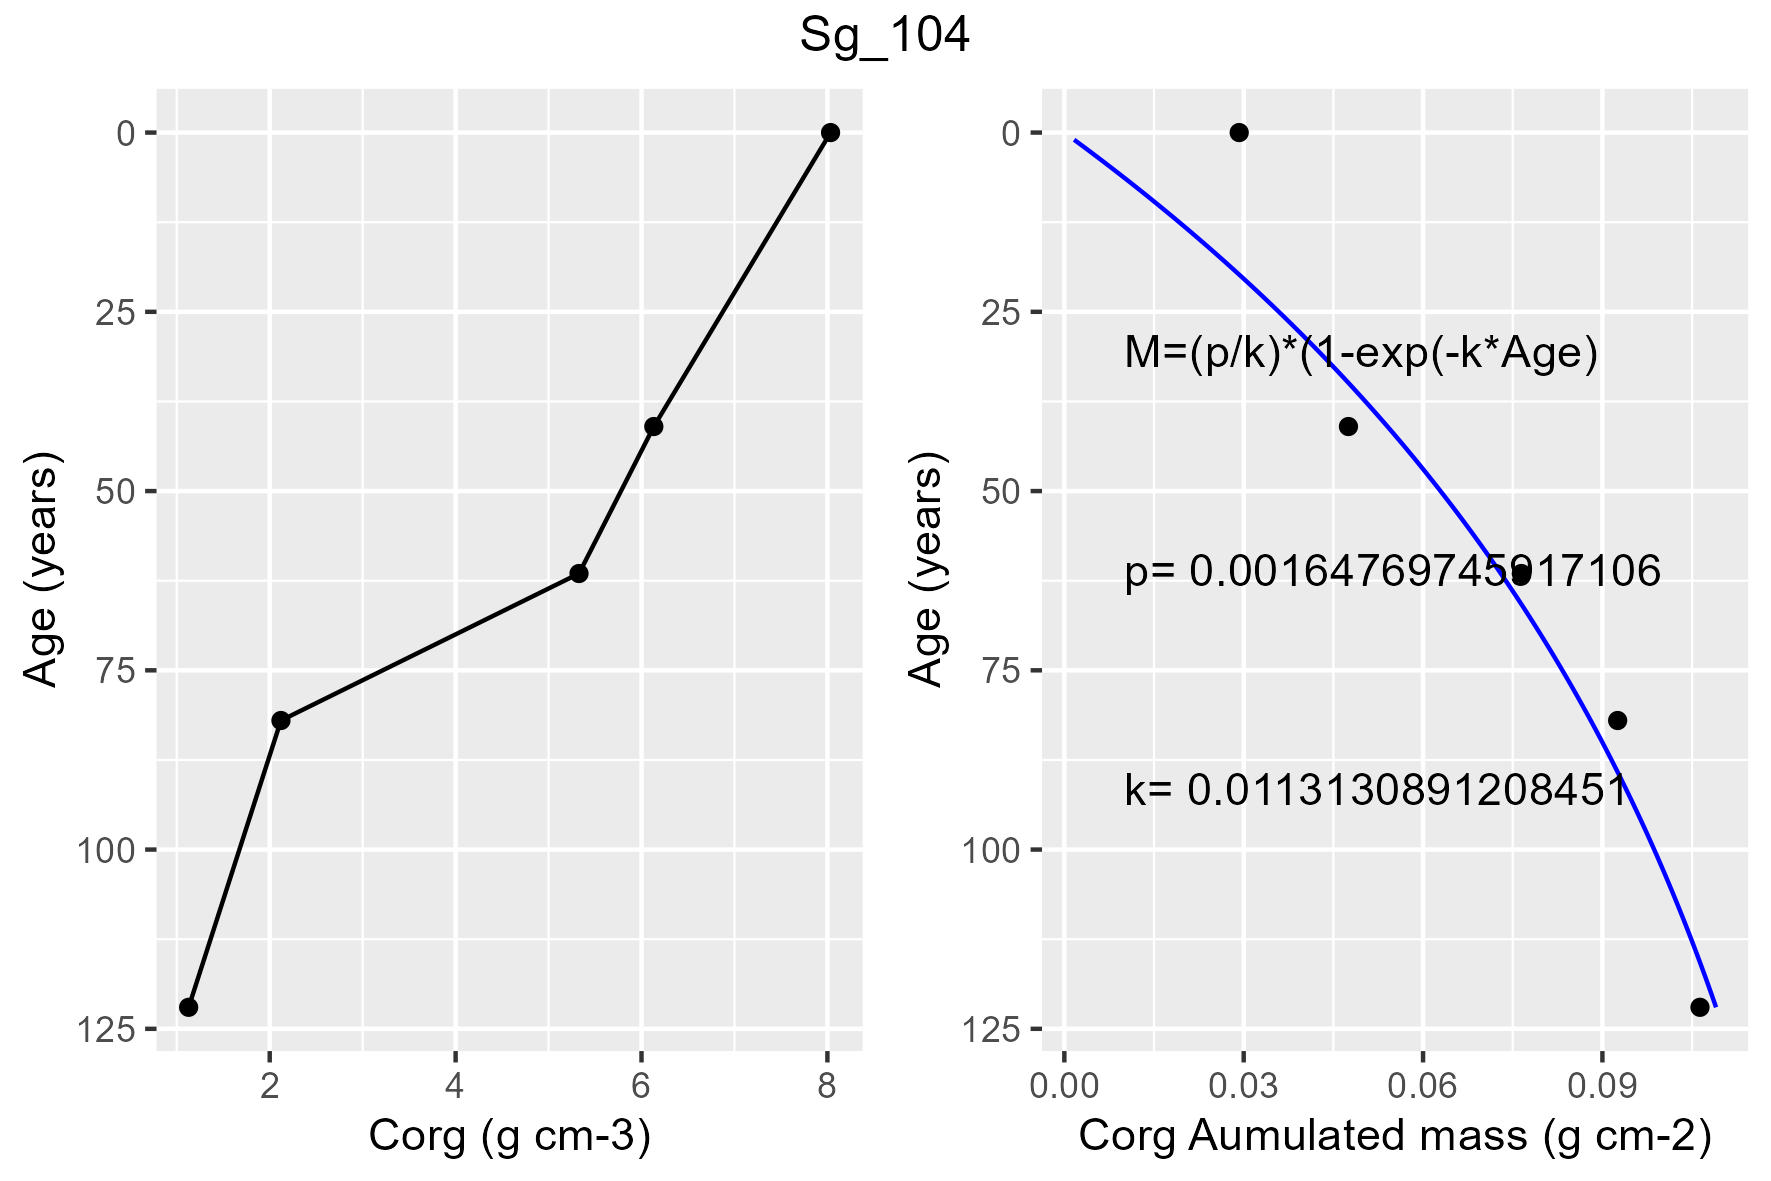 Sg_104
0
25
50
75
100
125
Age (years)
2 4 6 8
Corg (g cm-3)
0
25
50
75
100
125
Age (years)
M=(p/k)*(1-exp(-k*Age)
p= 0.00164769745917106
k= 0.0113130891208451
0.00 0.03 0.06 0.09
Corg Aumulated mass (g cm-2)